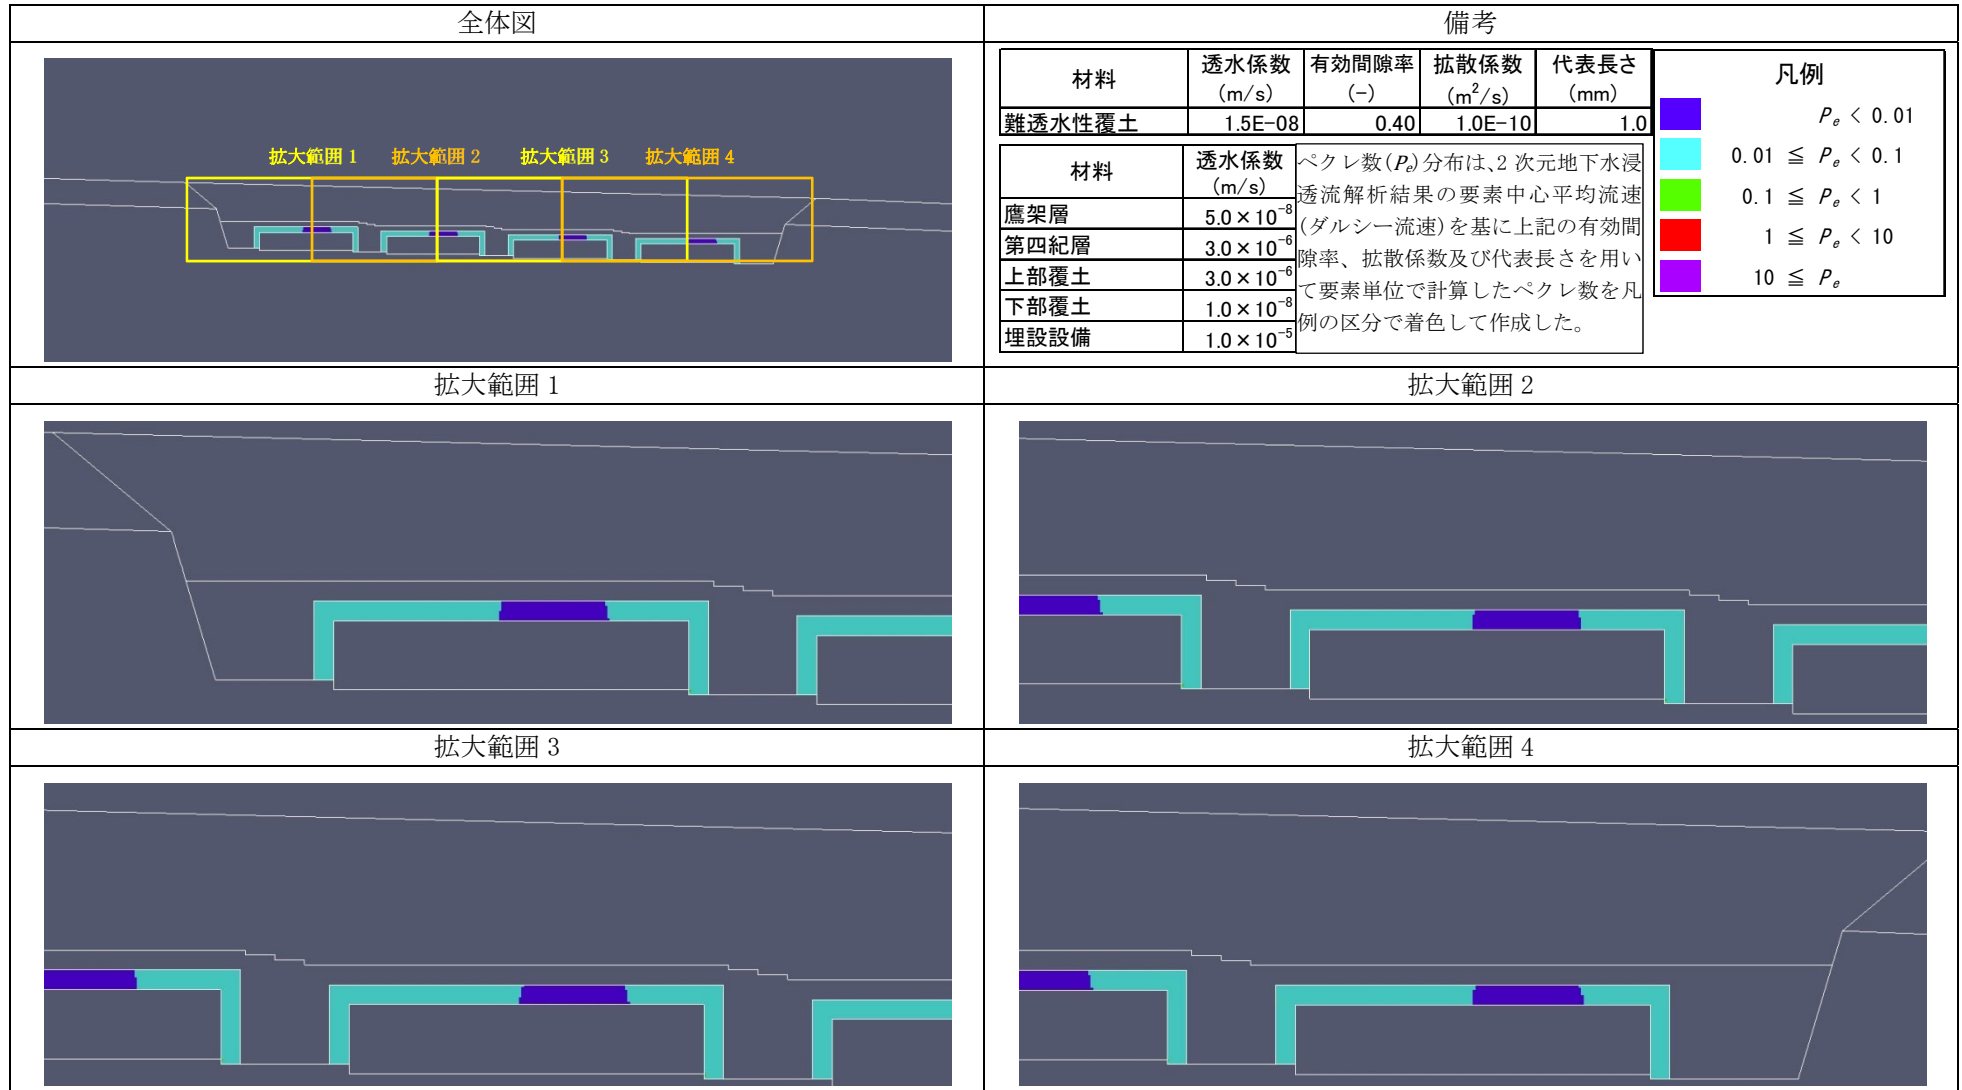 全体図
備考
拡大範囲 1
拡大範囲 2
拡大範囲 3
拡大範囲 4
材料 透水係数 (m/s) 有効間隙率 (-) 拡散係数 (m²/s) 代表長さ (mm)
難透水性覆土 1.5E-08 0.40 1.0E-10 1.0
材料 透水係数 (m/s)
鷹架層 5.0×10⁻⁸
第四紀層 3.0×10⁻⁶
上部覆土 3.0×10⁻⁶
下部覆土 1.0×10⁻⁸
埋設設備 1.0×10⁻⁵
ペクレ数(Pe)分布は、2 次元地下水浸
透流解析結果の要素中心平均流速
(ダルシー流速)を基に上記の有効間
隙率、拡散係数及び代表長さを用い
て要素単位で計算したペクレ数を凡
例の区分で着色して作成した。
凡例
Pe < 0.01
0.01 ≦ Pe < 0.1
0.1 ≦ Pe < 1
1 ≦ Pe < 10
10 ≦ Pe
拡大範囲 1
拡大範囲 2
拡大範囲 3
拡大範囲 4